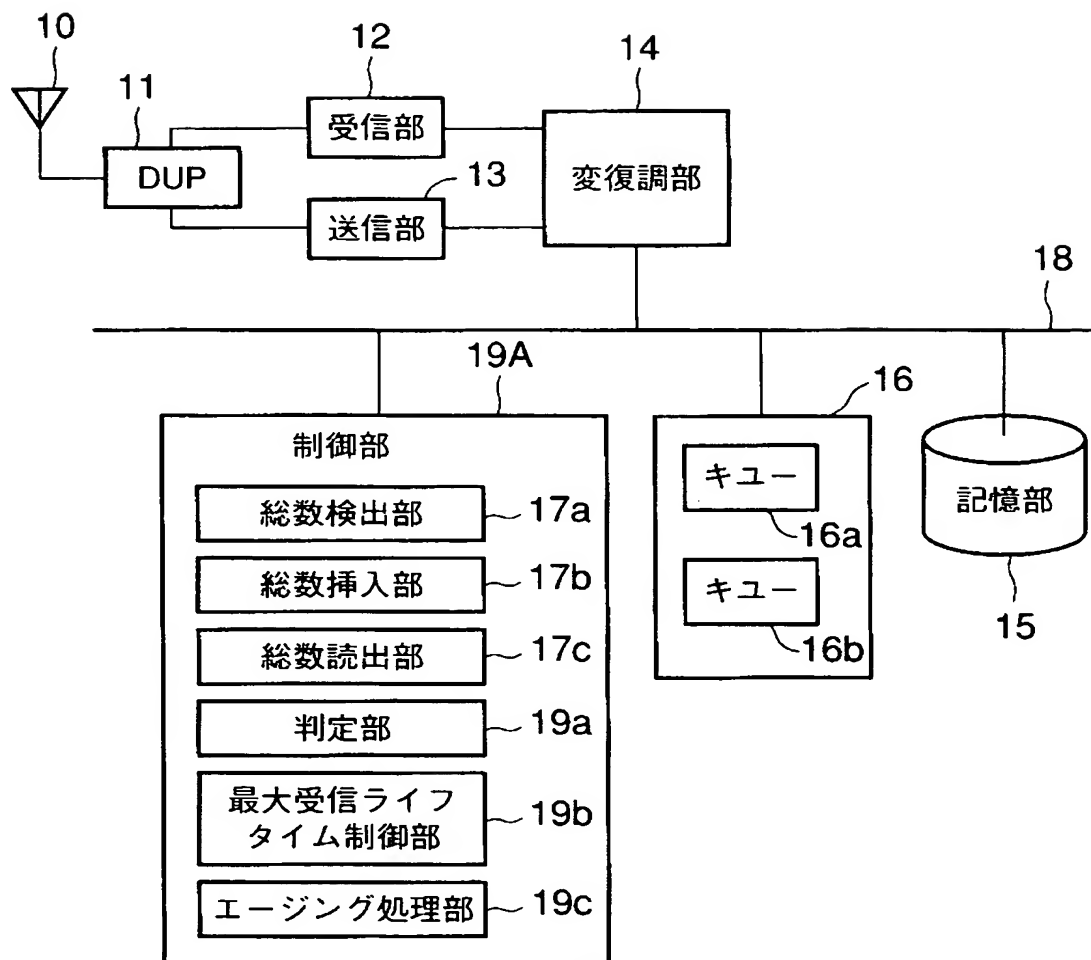 10
11
DUP
12
受信部
13
送信部
14
変復調部
18
19A
制御部
総数検出部
17a
総数挿入部
17b
総数読出部
17c
判定部
19a
最大受信ライフ
タイム制御部
19b
エージング処理部
19c
16
キユー
16a
キユー
16b
記憶部
15